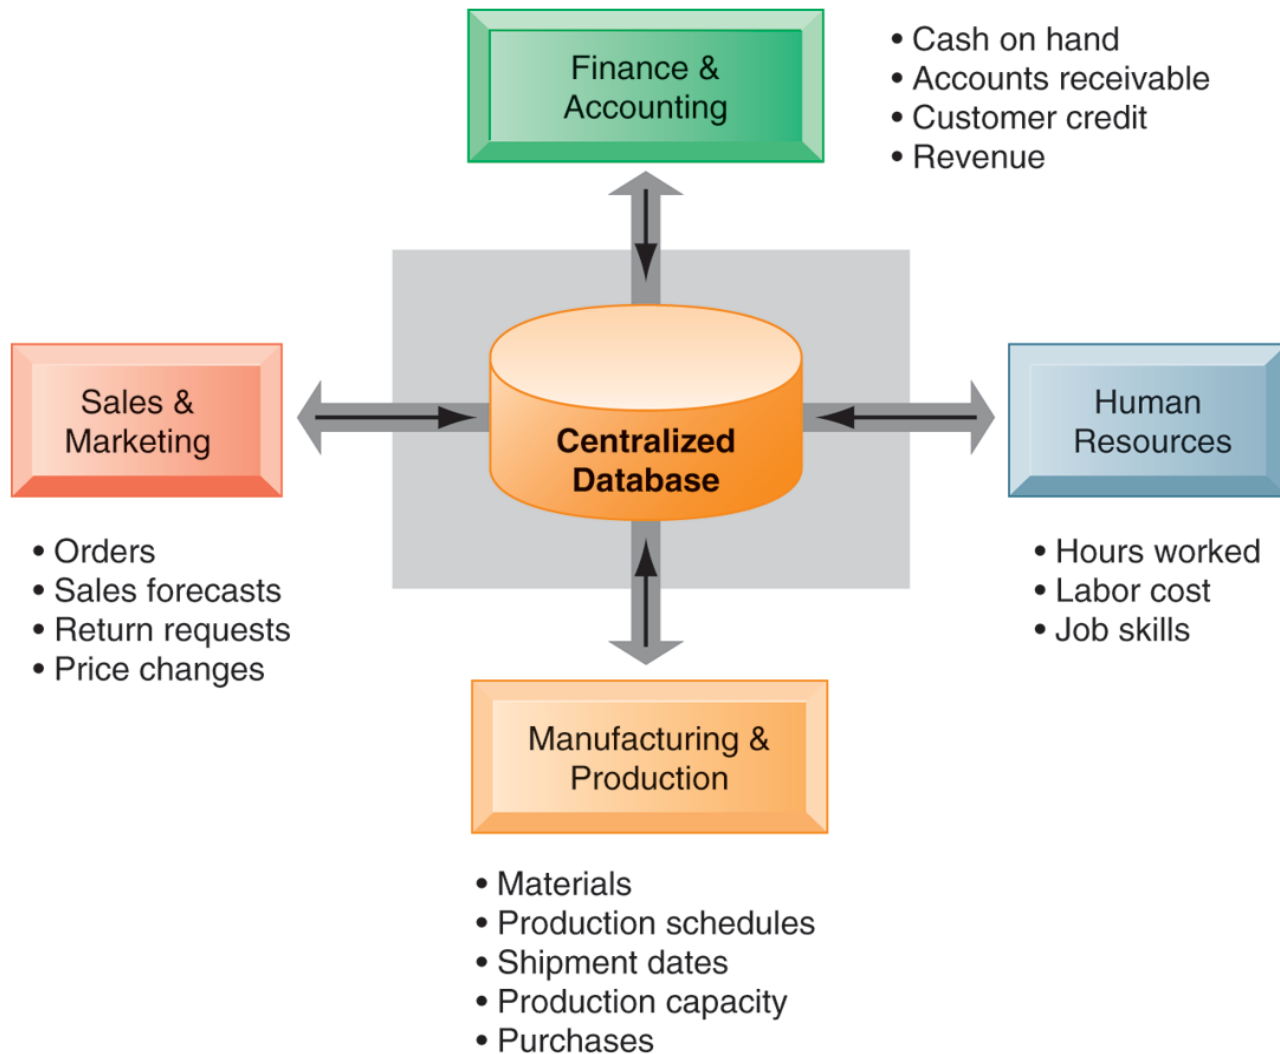 Finance &
Accounting
• Cash on hand
• Accounts receivable
• Customer credit
• Revenue
Sales &
Marketing
• Orders
• Sales forecasts
• Return requests
• Price changes
Centralized
Database
Human
Resources
• Hours worked
• Labor cost
• Job skills
Manufacturing &
Production
• Materials
• Production schedules
• Shipment dates
• Production capacity
• Purchases